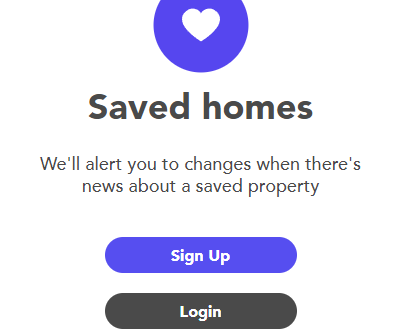 Saved homes
We'll alert you to changes when there's
news about a saved property
Sign Up
Login